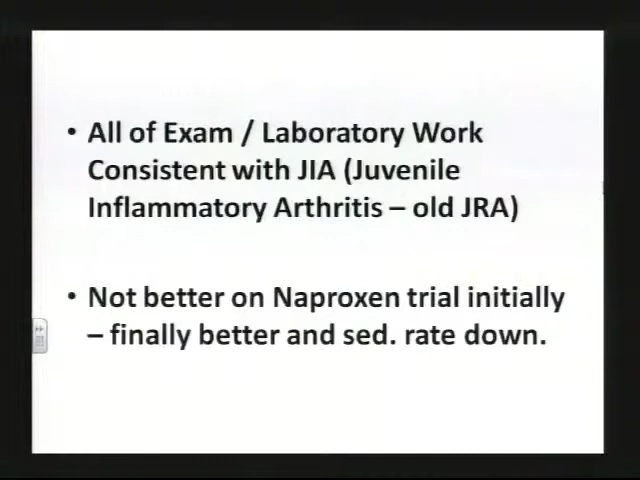 • All of Exam / Laboratory Work
Consistent with JIA (Juvenile
Inflammatory Arthritis – old JRA)
• Not better on Naproxen trial initially
– finally better and sed. rate down.